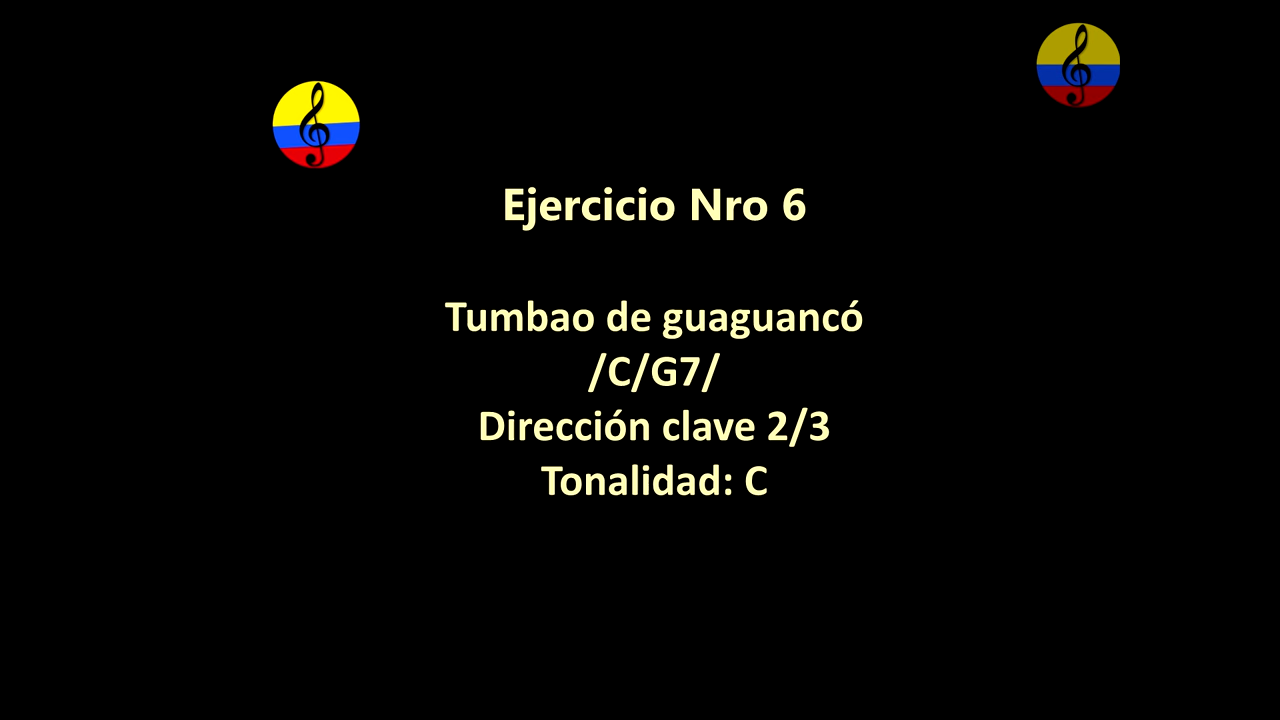 Ejercicio Nro 6
Tumbao de guaguancó
/C/G7/
Dirección clave 2/3
Tonalidad: C